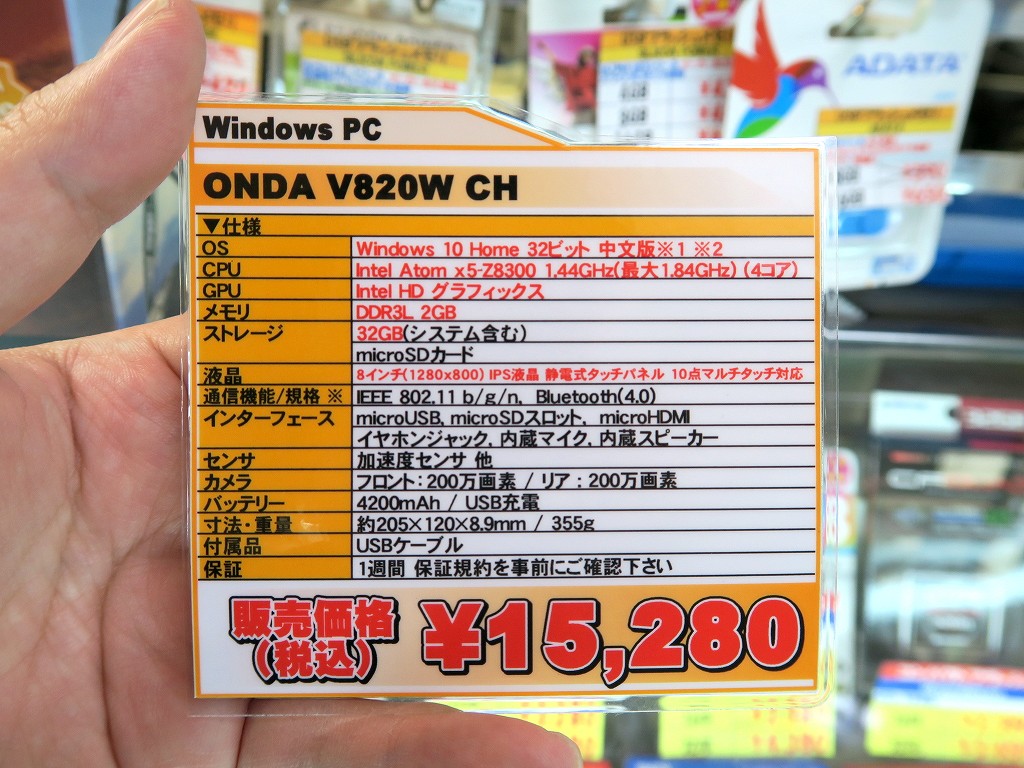 Windows PC
ONDA V820W CH
▼仕様
OS Windows 10 Home 32ビット 中文版※1 ※2
CPU Intel Atom x5-Z8300 1.44GHz(最大1.84GHz) (4コア)
GPU Intel HD グラフィックス
メモリ DDR3L 2GB
ストレージ 32GB(システム含む)
microSDカード
液晶 8インチ(1280x800) IPS液晶 静電式タッチパネル 10点マルチタッチ対応
通信機能/規格 ※ IEEE 802.11 b/g/n, Bluetooth(4.0)
インターフェース microUSB, microSDスロット, microHDMI
イヤホンジャック, 内蔵マイク, 内蔵スピーカー
センサ 加速度センサ 他
カメラ フロント:200万画素 / リア : 200万画素
バッテリー 4200mAh / USB充電
寸法・重量 約205×120×8.9mm / 355g
付属品 USBケーブル
保証 1週間 保証規約を事前にご確認下さい
販売価格
(税込) ¥15,280
ADATA